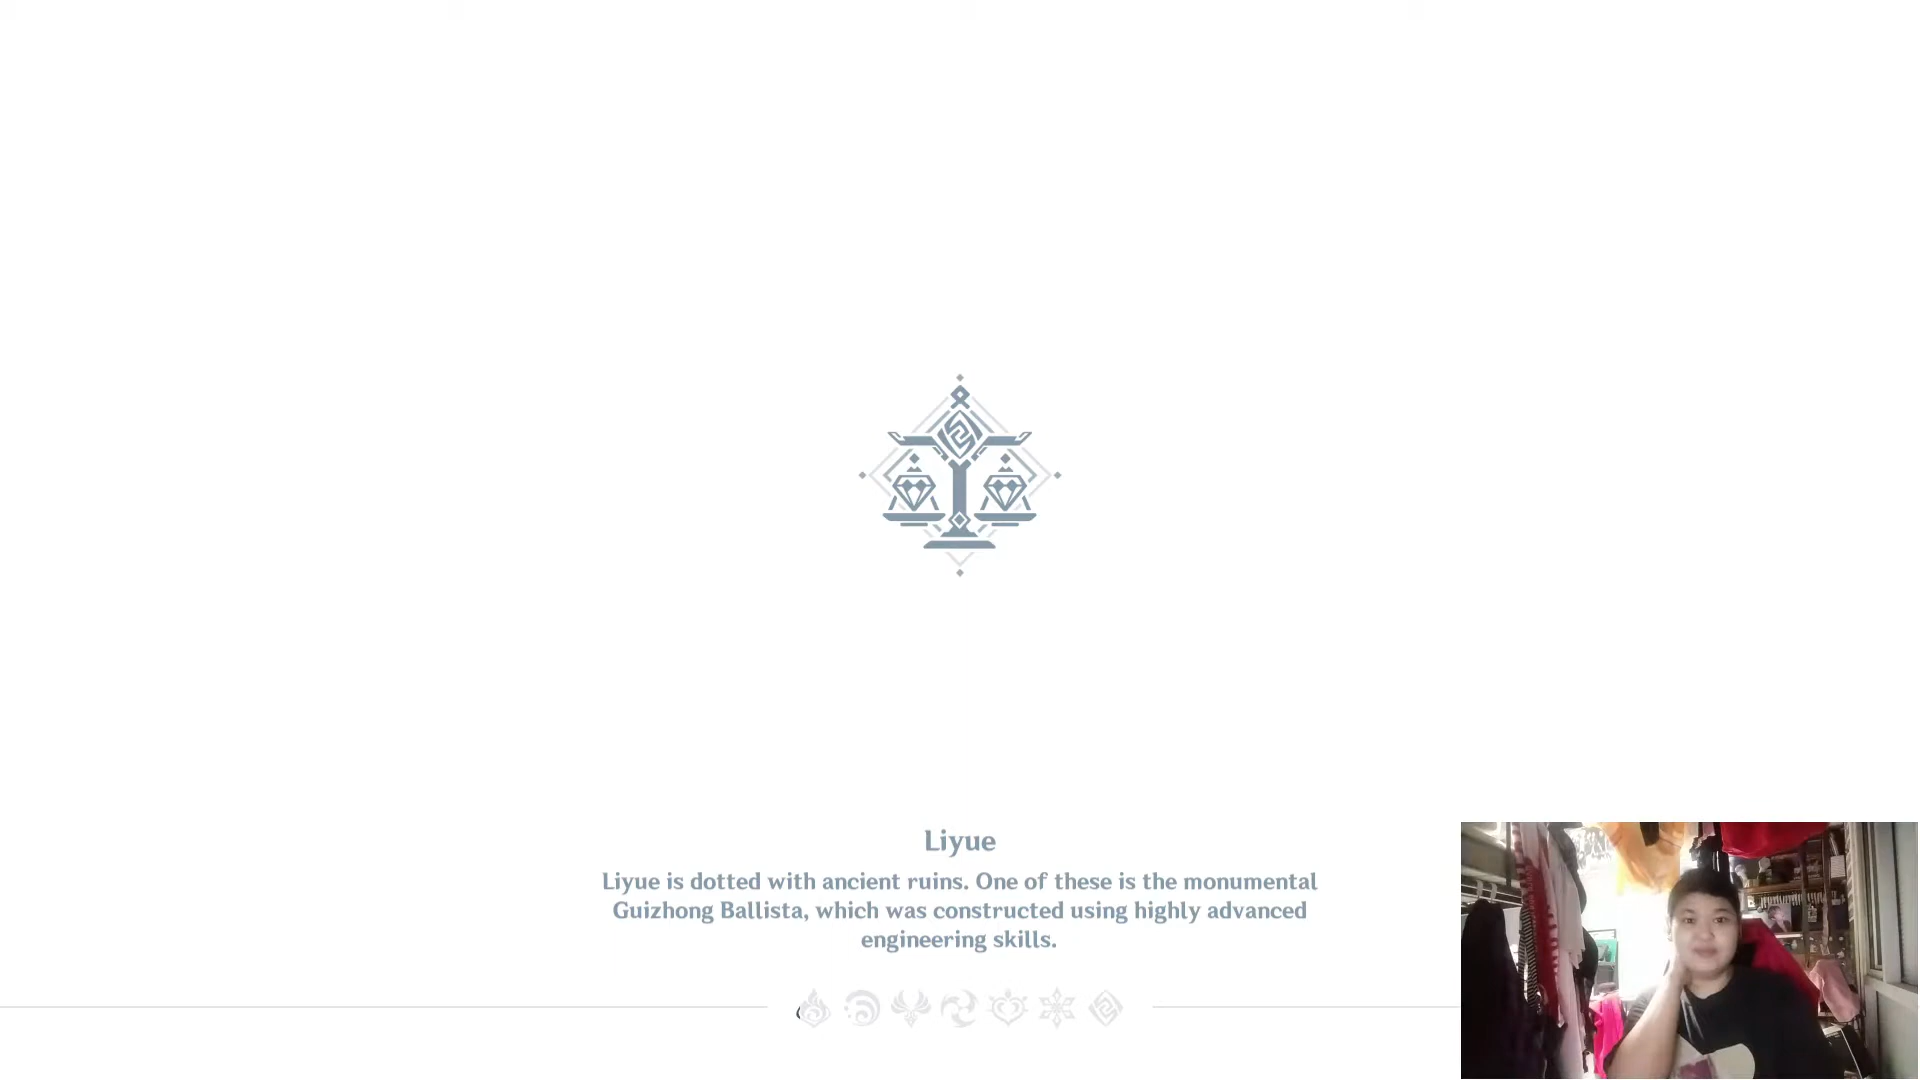 Liyue
Liyue is dotted with ancient ruins. One of these is the monumental
Guizhong Ballista, which was constructed using highly advanced
engineering skills.